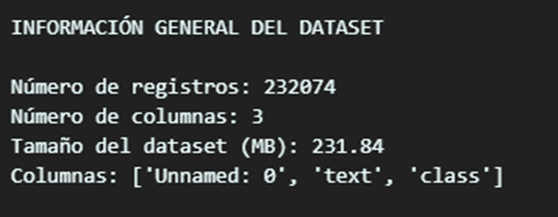 INFORMACIÓN GENERAL DEL DATASET
Número de registros: 232074
Número de columnas: 3
Tamaño del dataset (MB): 231.84
Columnas: ['Unnamed: 0', 'text', 'class']